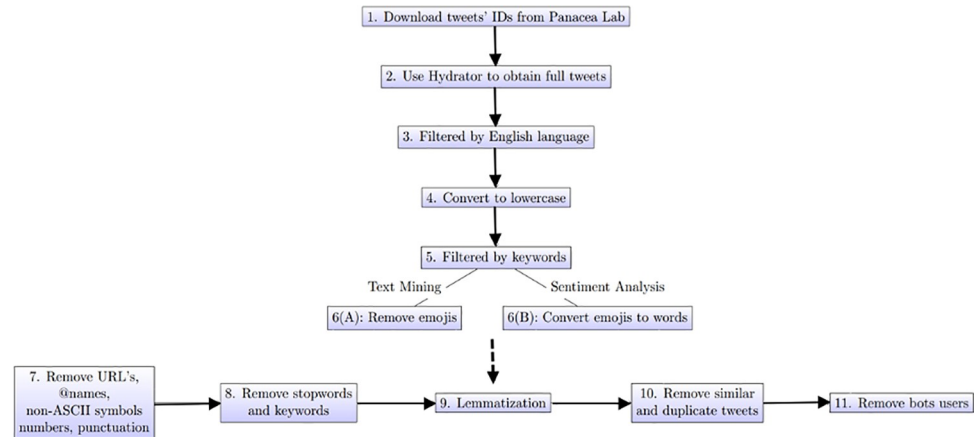 1. Download tweets' IDs from Panacea Lab
2. Use Hydrator to obtain full tweets
3. Filtered by English language
4. Convert to lowercase
5. Filtered by keywords
Text Mining
Sentiment Analysis
6(A): Remove emojis
6(B): Convert emojis to words
7. Remove URL's,
@names,
non-ASCII symbols
numbers, punctuation
8. Remove stopwords
and keywords
9. Lemmatization
10. Remove similar
and duplicate tweets
11. Remove bots users